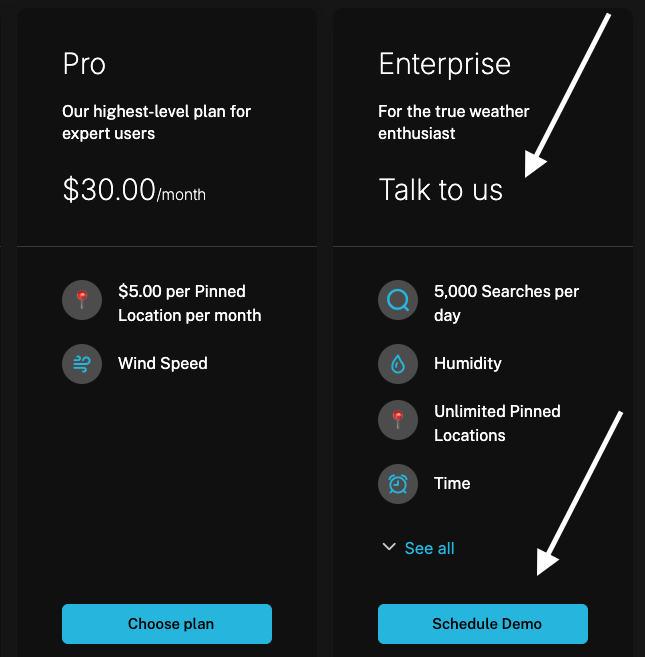 Pro
Our highest-level plan for
expert users
$30.00/month
$5.00 per Pinned
Location per month
Wind Speed
Choose plan
Enterprise
For the true weather
enthusiast
Talk to us
5,000 Searches per
day
Humidity
Unlimited Pinned
Locations
Time
See all
Schedule Demo